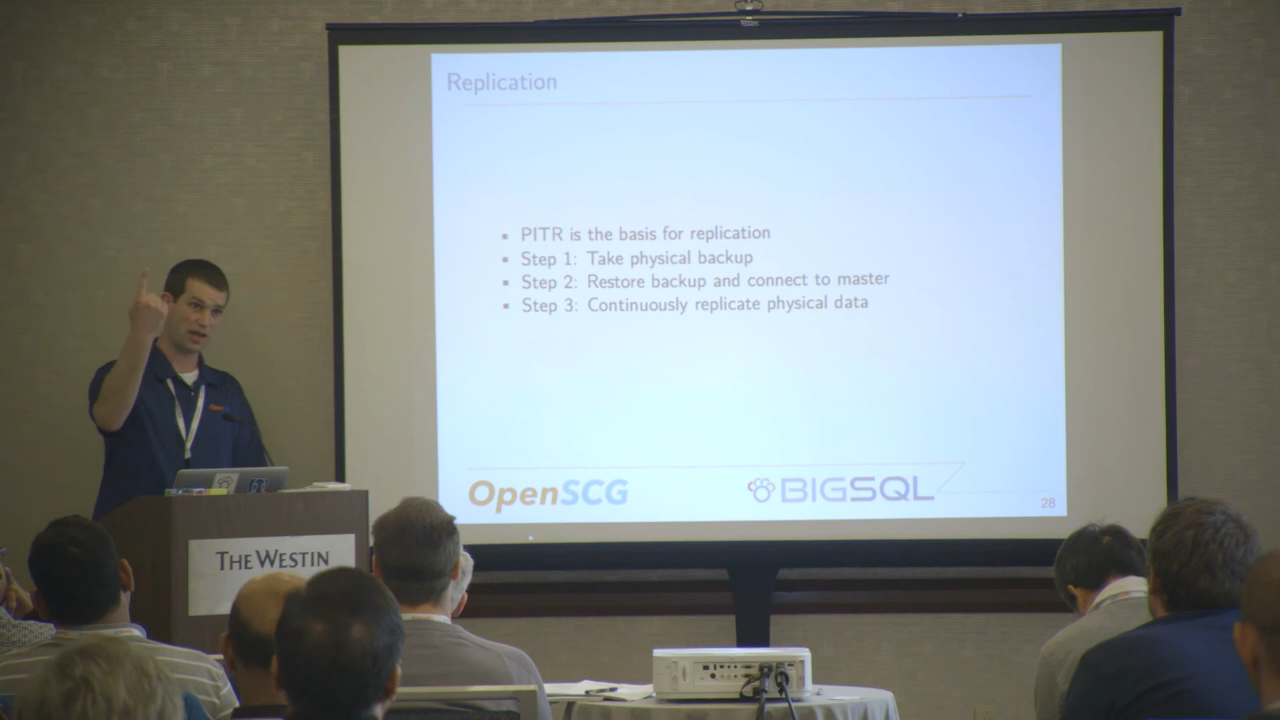 Replication
▪ PITR is the basis for replication
▪ Step 1: Take physical backup
▪ Step 2: Restore backup and connect to master
▪ Step 3: Continuously replicate physical data
OpenSCG
BIGSQL
28
THE WESTIN